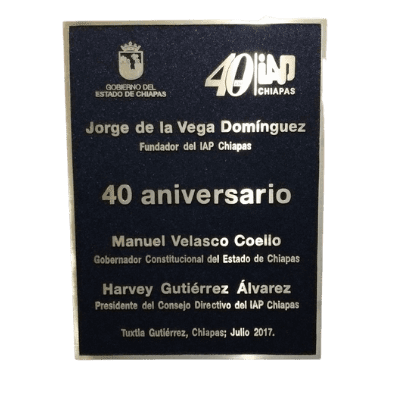 GOBIERNO DEL
ESTADO DE CHIAPAS
40 IAP
CHIAPAS
Jorge de la Vega Domínguez
Fundador del IAP Chiapas
40 aniversario
Manuel Velasco Coello
Gobernador Constitucional del Estado de Chiapas
Harvey Gutiérrez Álvarez
Presidente del Consejo Directivo del IAP Chiapas
Tuxtla Gutiérrez, Chiapas; Julio 2017.